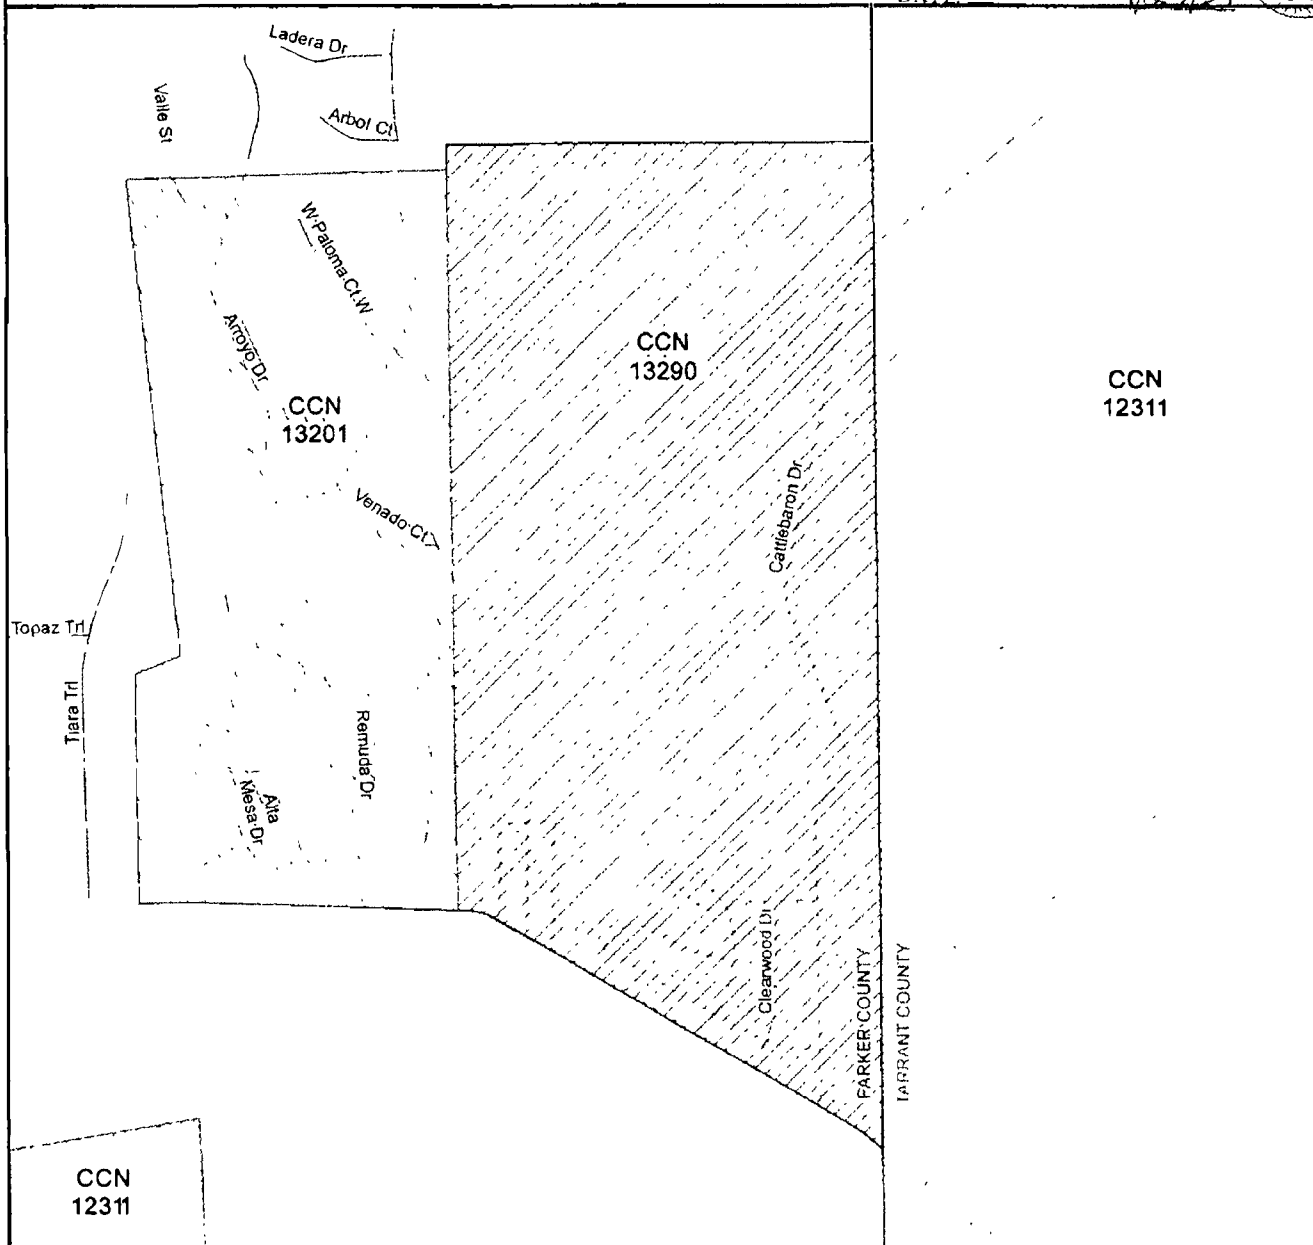 Ladera Dr
Valle St
Arbol Ct
W Paloma Ct W
Arroyo Dr
CCN
13290
CCN
12311
CCN
13201
Cattlebaron Dr
Venado Ct
Topaz Trl
Tiara Trl
Remuda Dr
Alta
Mesa Dr
Clearwood Dr
PARKER COUNTY
TARRANT COUNTY
CCN
12311